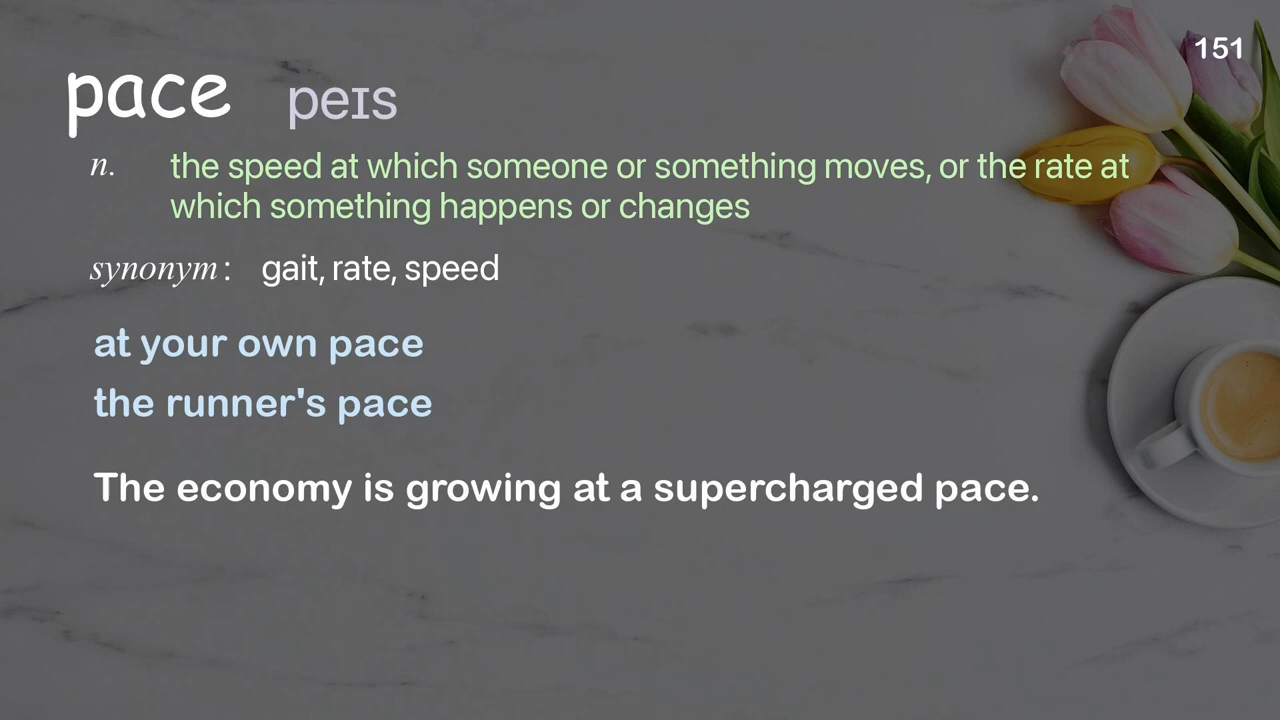 151
pace peɪs
n. the speed at which someone or something moves, or the rate at
which something happens or changes
synonym: gait, rate, speed
at your own pace
the runner's pace
The economy is growing at a supercharged pace.